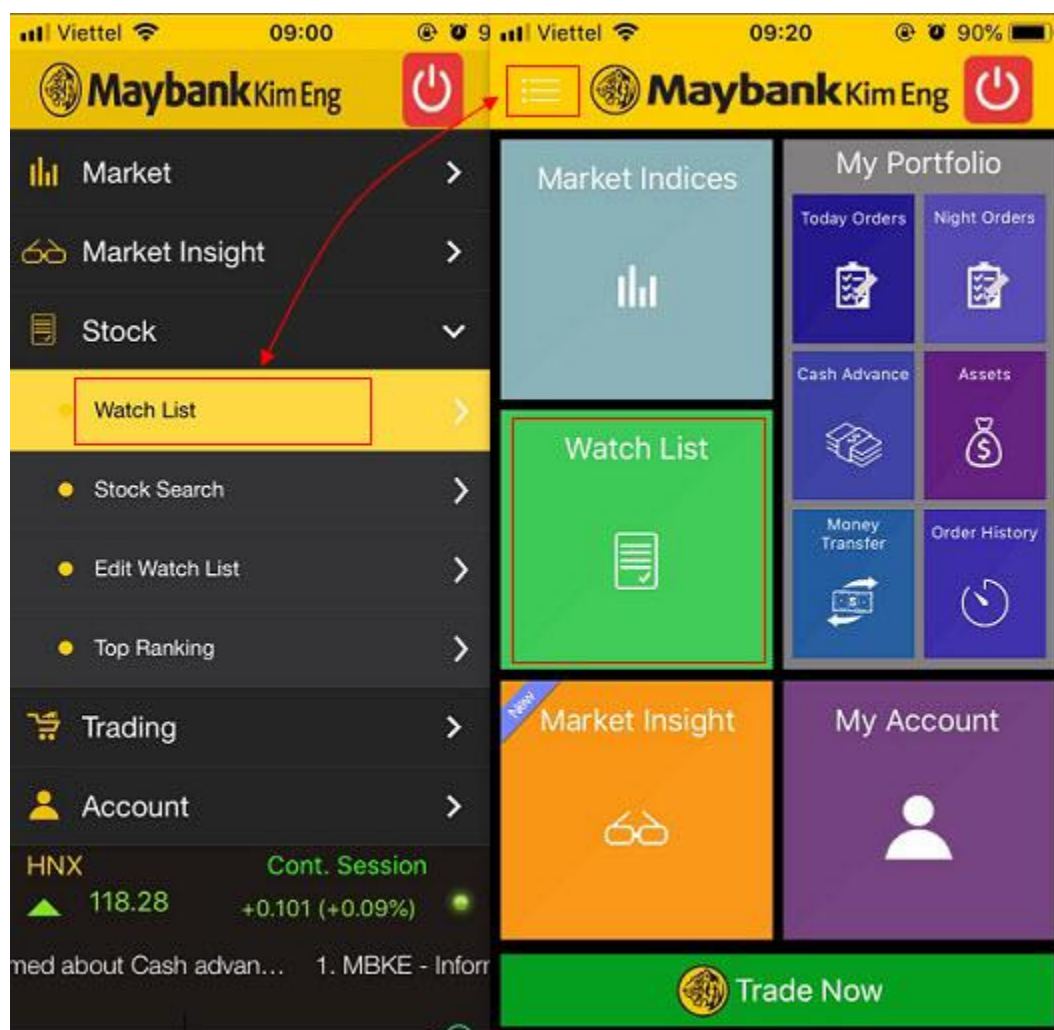 Viettel 09:00 9
Maybank Kim Eng
Market
Market Insight
Stock
Watch List
Stock Search
Edit Watch List
Top Ranking
Trading
Account
HNX Cont. Session
118.28 +0.101 (+0.09%)
med about Cash advan... 1. MBKE - Inforr
Viettel 09:20 90%
Maybank Kim Eng
Market Indices
My Portfolio
Today Orders Night Orders
Cash Advance Assets
Watch List
Money
Transfer
Order History
New
Market Insight
My Account
Trade Now